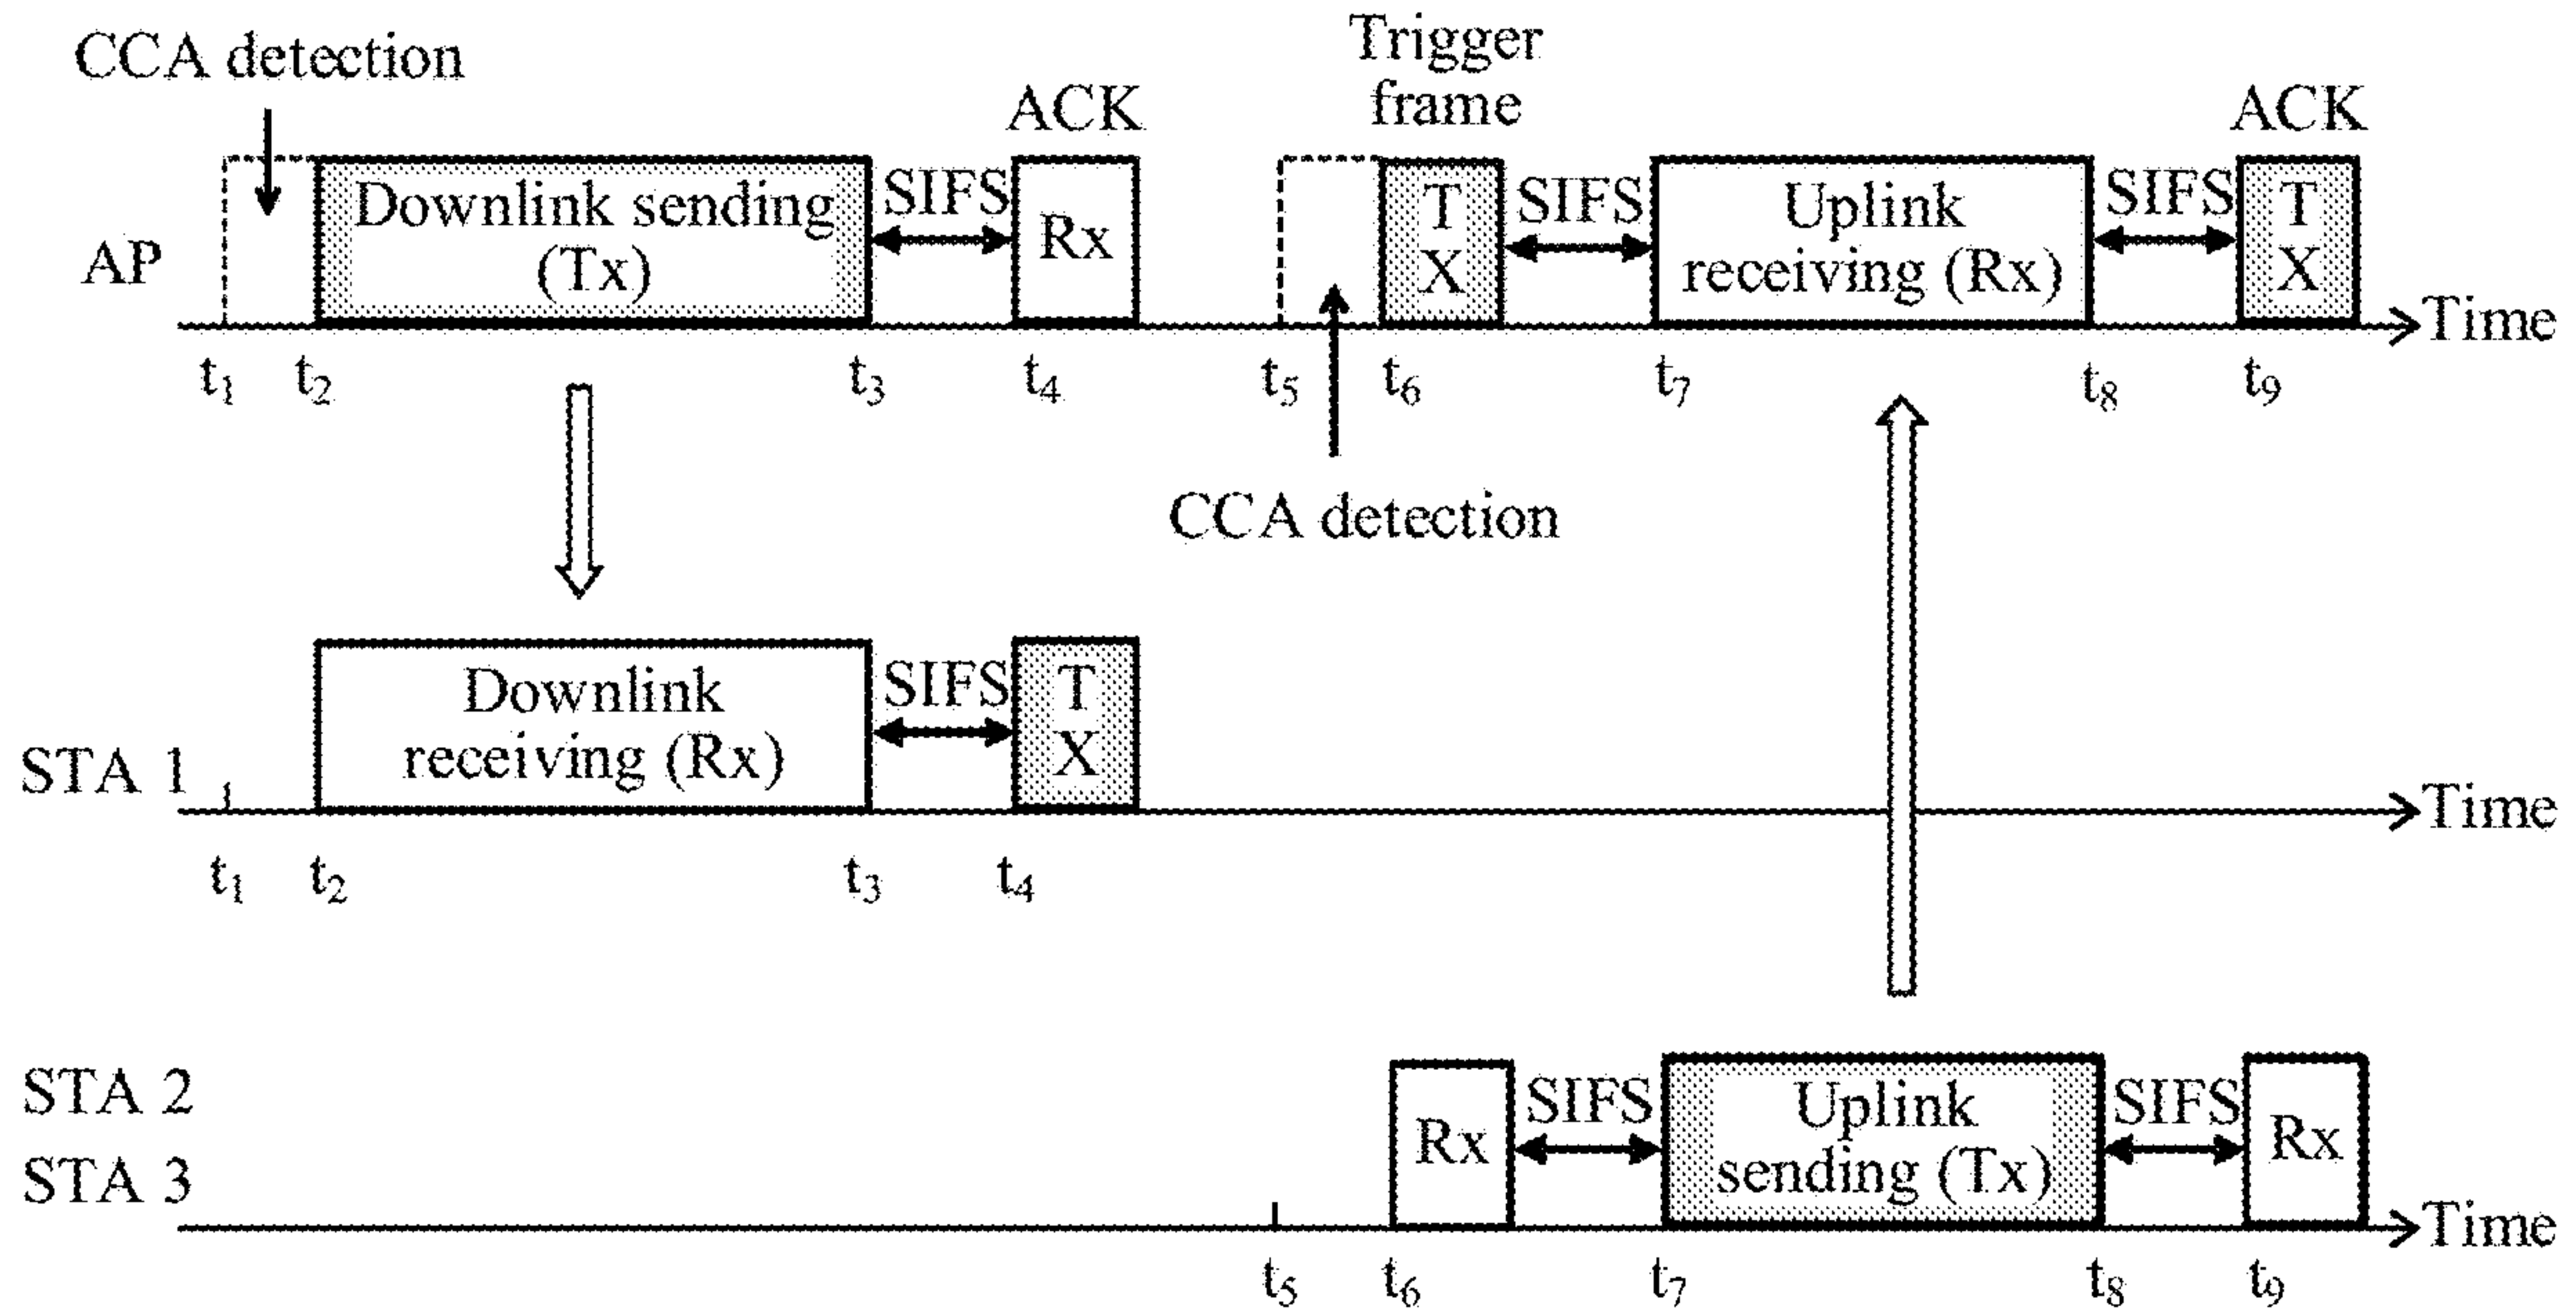 CCA detection
Trigger
frame
ACK
ACK
AP
Downlink sending
(Tx)
SIFS
Rx
T
X
SIFS
Uplink
receiving (Rx)
SIFS
T
X
Time
t1 t2 t3 t4 t5 t6 t7 t8 t9
CCA detection
STA 1
Downlink
receiving (Rx)
SIFS
T
X
Time
t1 t2 t3 t4
STA 2
STA 3
Rx
SIFS
Uplink
sending (Tx)
SIFS
Rx
Time
t5 t6 t7 t8 t9